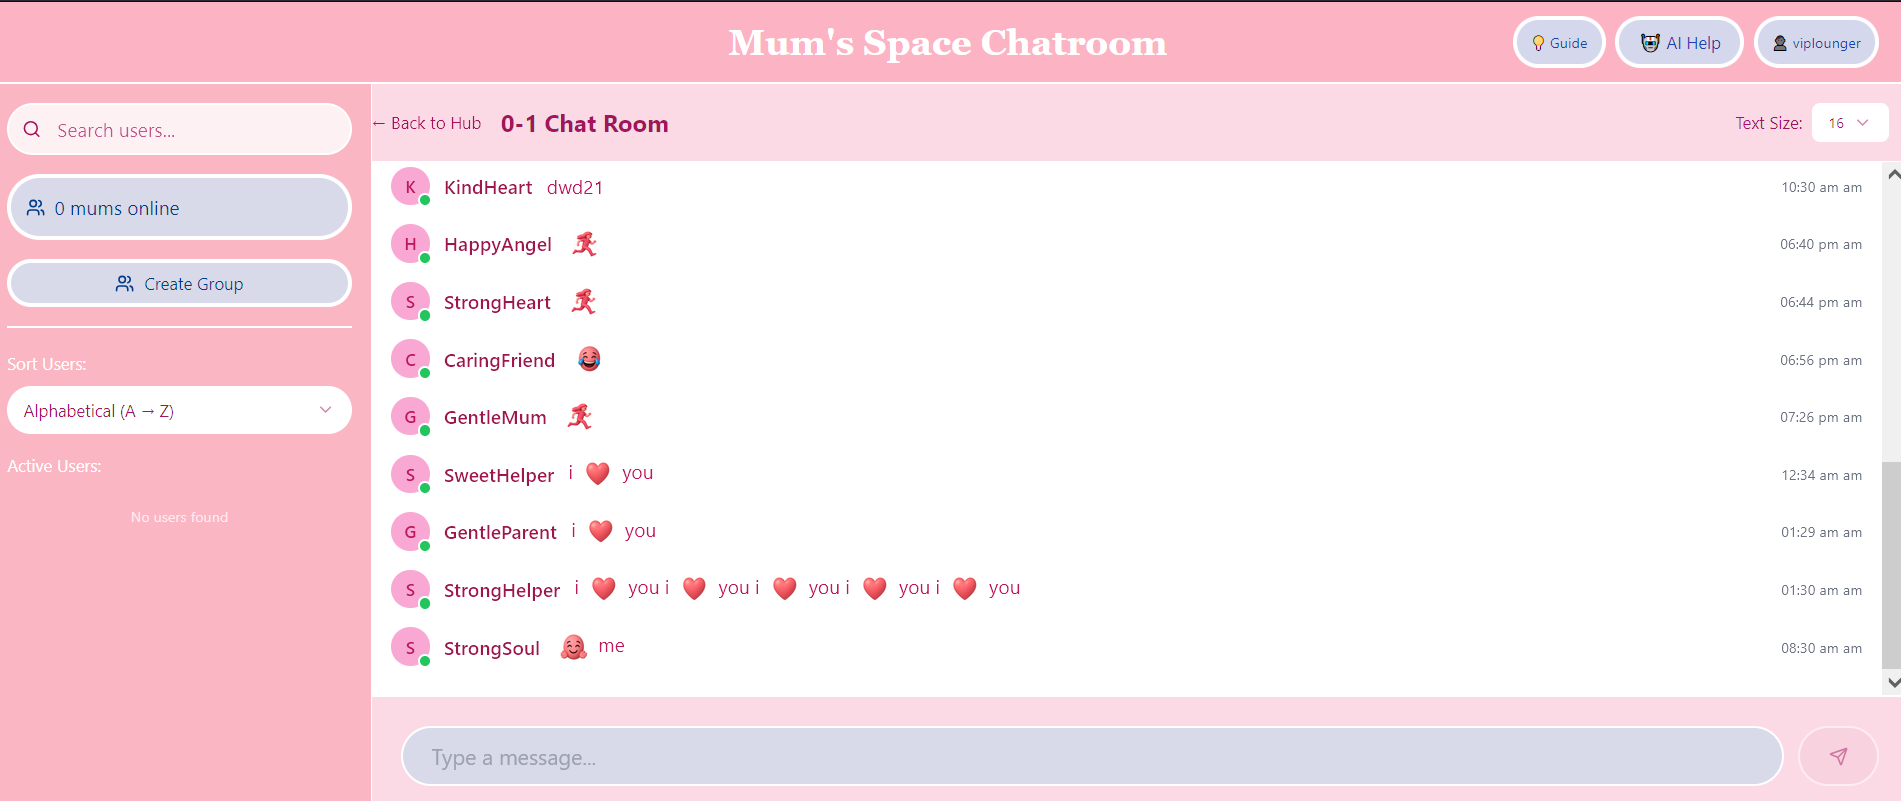 Mum's Space Chatroom
💡 Guide
🤖 AI Help
👤 viplounger
Search users...
0 mums online
Create Group
Sort Users:
Alphabetical (A → Z)
Active Users:
No users found
← Back to Hub
0-1 Chat Room
Text Size:
16
K KindHeart dwd21 10:30 am am
H HappyAngel 🏃 06:40 pm am
S StrongHeart 🏃 06:44 pm am
C CaringFriend 😂 06:56 pm am
G GentleMum 🏃 07:26 pm am
S SweetHelper i ❤️ you 12:34 am am
G GentleParent i ❤️ you 01:29 am am
S StrongHelper i ❤️ you i ❤️ you i ❤️ you i ❤️ you i ❤️ you 01:30 am am
S StrongSoul 🤗 me 08:30 am am
Type a message...